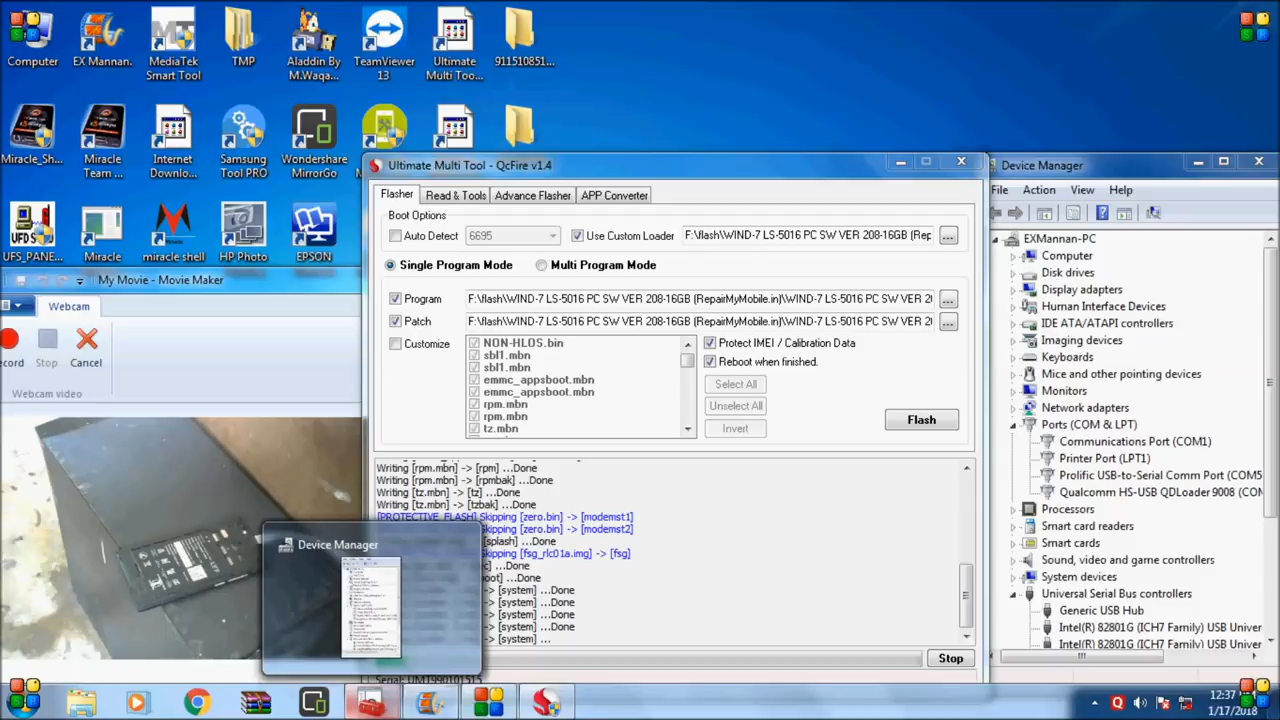 Computer
EX Mannan.
MediaTek
Smart Tool
TMP
Aladdin By
M.Waqa...
TeamViewer
13
Ultimate
Multi Too...
911510851...
Miracle_Sh...
Miracle
Team ...
Internet
Downlo...
Samsung
Tool PRO
Wondershare
MirrorGo
UFS_PANE...
Miracle
miracle shell
HP Photo
EPSON
My Movie - Movie Maker
Webcam
ecord
Stop
Cancel
Webcam video
Ultimate Multi Tool - QcFire v1.4
Flasher
Read & Tools
Advance Flasher
APP Converter
Boot Options
Auto Detect
6695
Use Custom Loader
F:\flash\WIND-7 LS-5016 PC SW VER 208-16GB (Rep
...
Single Program Mode
Multi Program Mode
Program
F:\flash\WIND-7 LS-5016 PC SW VER 208-16GB (RepairMyMobile.in)\WIND-7 LS-5016 PC SW VER 20
...
Patch
F:\flash\WIND-7 LS-5016 PC SW VER 208-16GB (RepairMyMobile.in)\WIND-7 LS-5016 PC SW VER 20
...
Customize
NON-HLOS.bin
sbl1.mbn
sbl1.mbn
emmc_appsboot.mbn
emmc_appsboot.mbn
rpm.mbn
rpm.mbn
tz.mbn
Protect IMEI / Calibration Data
Reboot when finished.
Select All
Unselect All
Invert
Flash
Writing [rpm.mbn] -> [rpm] ...Done
Writing [rpm.mbn] -> [rpmbak] ...Done
Writing [tz.mbn] -> [tz] ...Done
Writing [tz.mbn] -> [tzbak] ...Done
[PROTECTIVE_FLASH] Skipping [zero.bin] -> [modemst1]
Skipping [zero.bin] -> [modemst2]
[splash] ...Done
kipping [fsg_rlc01a.img] -> [fsg]
...Done
boot] ...Done
> [system] ...Done
> [system] ...Done
> [system] ...Done
> [system] ...Done
> [system] ...
Stop
Serial: UM1990101515
Device Manager
Device Manager
File
Action
View
Help
EXMannan-PC
Computer
Disk drives
Display adapters
Human Interface Devices
IDE ATA/ATAPI controllers
Imaging devices
Keyboards
Mice and other pointing devices
Monitors
Network adapters
Ports (COM & LPT)
Communications Port (COM1)
Printer Port (LPT1)
Prolific USB-to-Serial Comm Port (COM5
Qualcomm HS-USB QDLoader 9008 (COM
Processors
Smart card readers
Smart cards
Sound, video and game controllers
System devices
Universal Serial Bus controllers
Generic USB Hub
Intel(R) 82801G (ICH7 Family) USB Univer
Intel(R) 82801G (ICH7 Family) USB Univer
12:37
1/17/2018